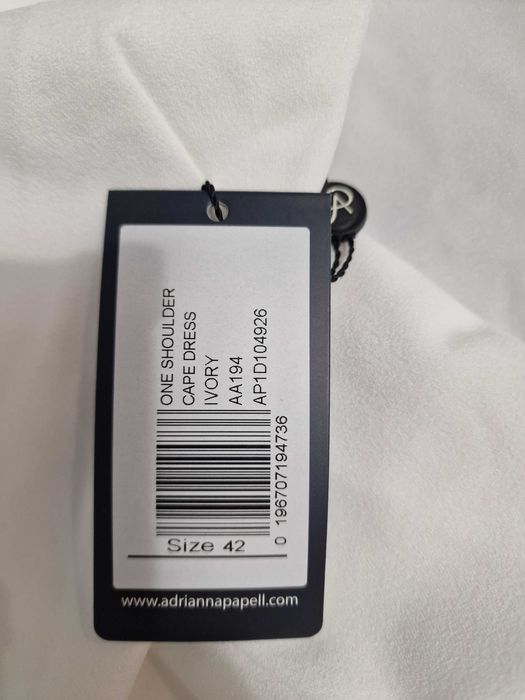 ONE SHOULDER
CAPE DRESS
IVORY
AA194
AP1D104926
0 196707194736
Size 42
www.adriannapapell.com